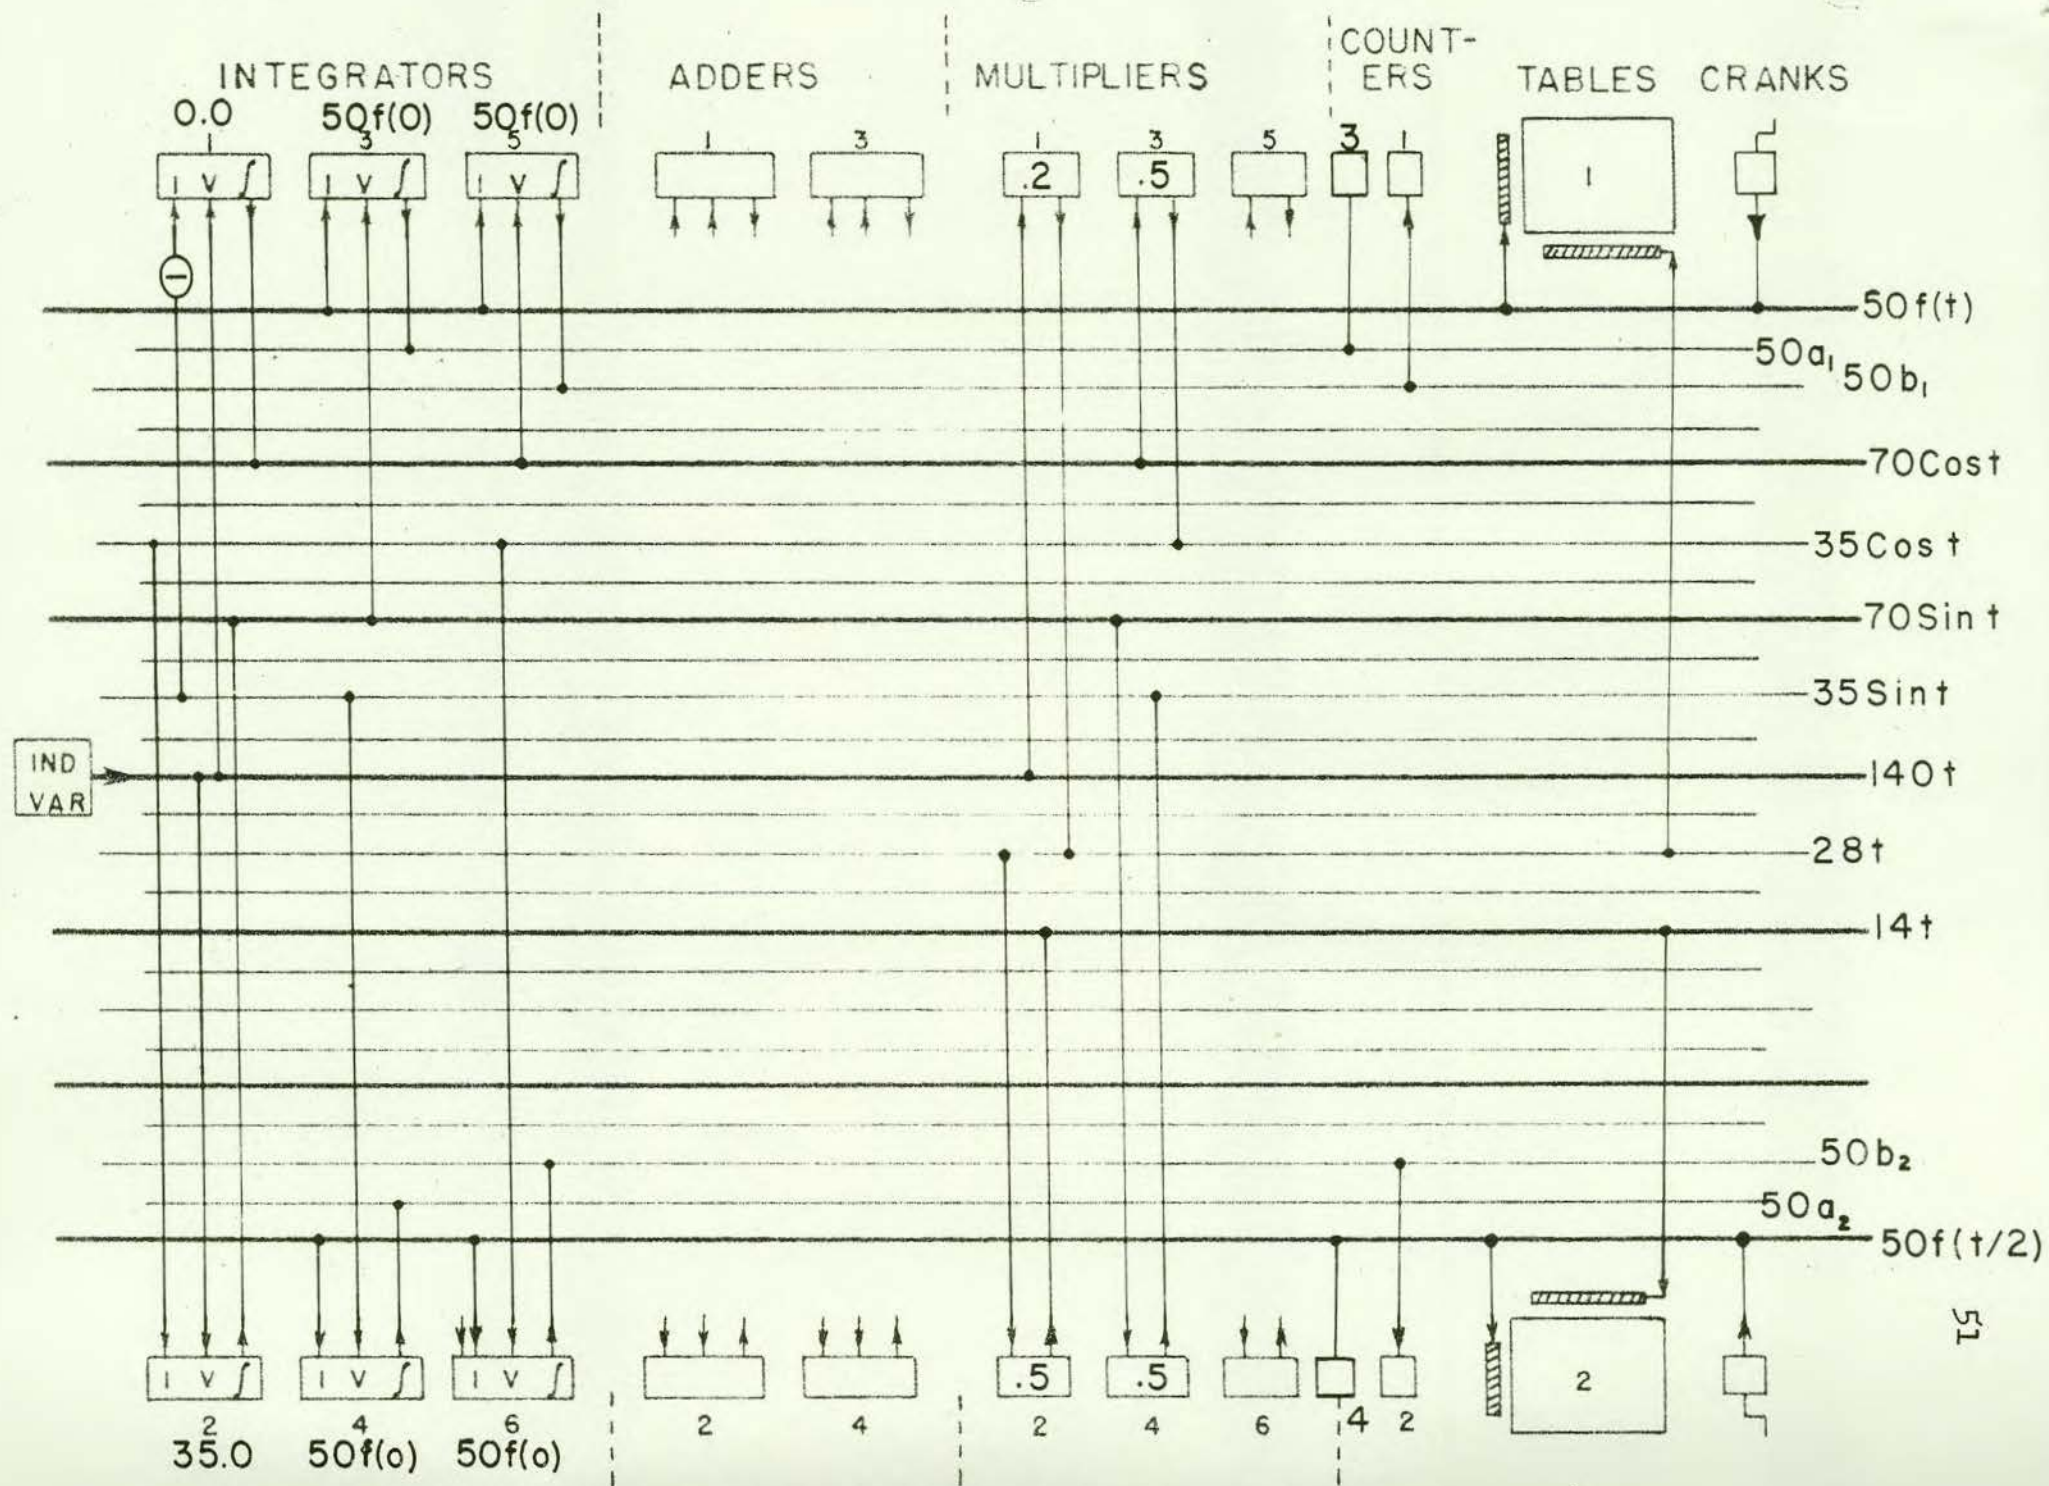 INTEGRATORS ADDERS MULTIPLIERS COUNT-
ERS TABLES CRANKS
0.0 50f(0) 50f(0)
1 3 5 1 3 1 3 5 3 1
I V ∫ I V ∫ I V ∫ .2 .5 1
−
50f(t)
50a₁
50b₁
70Cost
35Cos t
70Sin t
35Sint
IND
VAR
140t
28t
14t
50b₂
50a₂
50f(t/2)
51
I V ∫ I V ∫ I V ∫ .5 .5 2
2 4 6 2 4 2 4 6 4 2
35.0 50f(o) 50f(o)